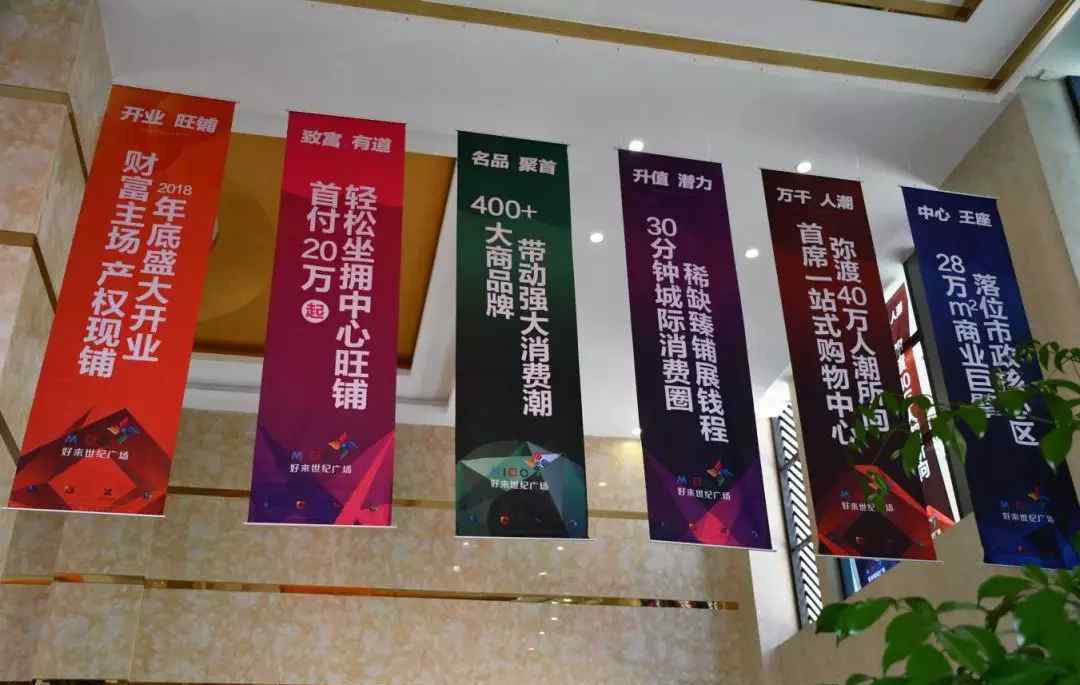 开业 旺铺
财富主场 产权现铺
2018年底盛大开业
好来世纪广场
致富 有道
首付20万起
轻松坐拥中心旺铺
好来世纪广场
名品 聚首
400+大商品牌
带动强大消费潮
好来世纪广场
升值 潜力
30分钟城际消费圈
稀缺臻铺展钱程
好来世纪广场
万千 人潮
首席一站式购物中心
弥渡40万人潮所向
好来世纪广场
中心 王座
28万m²商业巨
落位市政 区
好来世纪广场